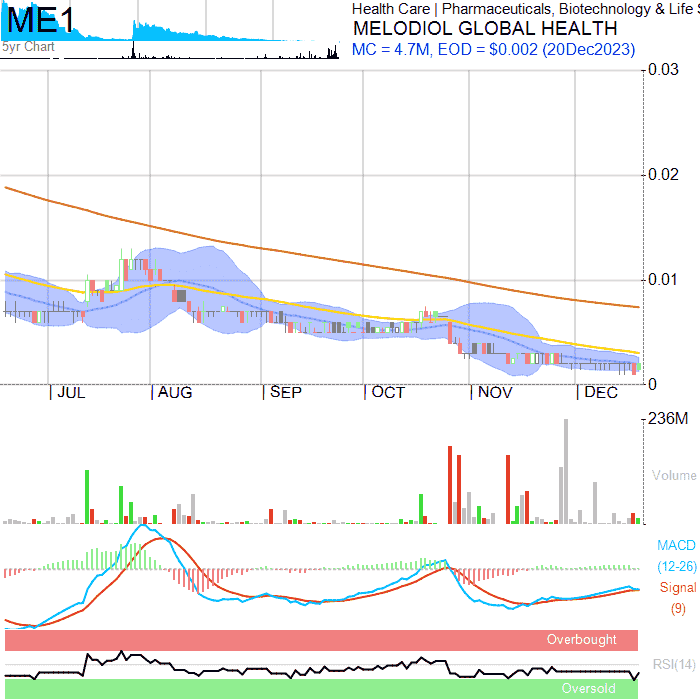 ME1
5yr Chart
Health Care | Pharmaceuticals, Biotechnology & Life
MELODIOL GLOBAL HEALTH
MC = 4.7M, EOD = $0.002 (20Dec2023)
0.03
0.02
0.01
0
JUL
AUG
SEP
OCT
NOV
DEC
236M
Volume
MACD
(12-26)
Signal
(9)
Overbought
RSI(14)
Oversold